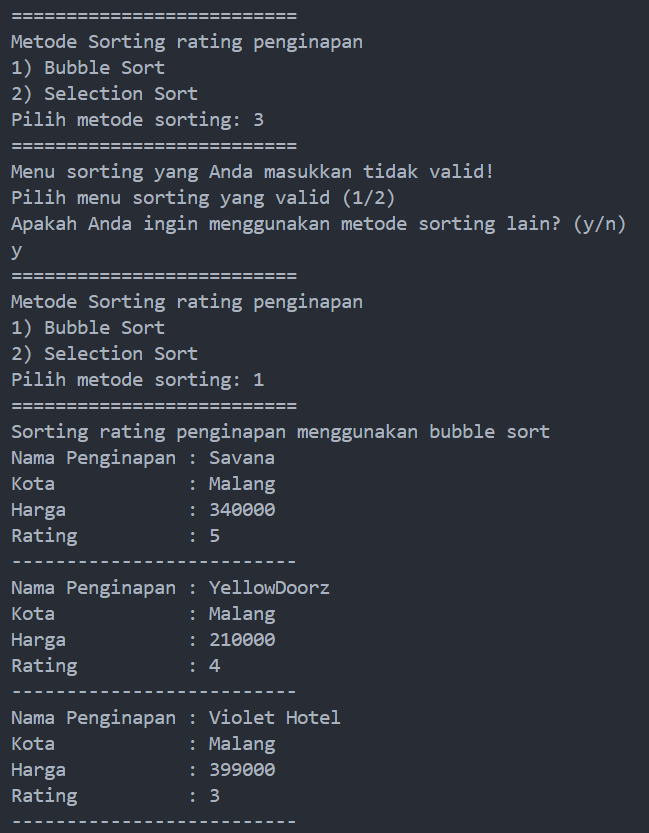 ==========================
Metode Sorting rating penginapan
1) Bubble Sort
2) Selection Sort
Pilih metode sorting: 3
==========================
Menu sorting yang Anda masukkan tidak valid!
Pilih menu sorting yang valid (1/2)
Apakah Anda ingin menggunakan metode sorting lain? (y/n)
y
==========================
Metode Sorting rating penginapan
1) Bubble Sort
2) Selection Sort
Pilih metode sorting: 1
==========================
Sorting rating penginapan menggunakan bubble sort
Nama Penginapan : Savana
Kota            : Malang
Harga           : 340000
Rating          : 5
--------------------------
Nama Penginapan : YellowDoorz
Kota            : Malang
Harga           : 210000
Rating          : 4
--------------------------
Nama Penginapan : Violet Hotel
Kota            : Malang
Harga           : 399000
Rating          : 3
--------------------------